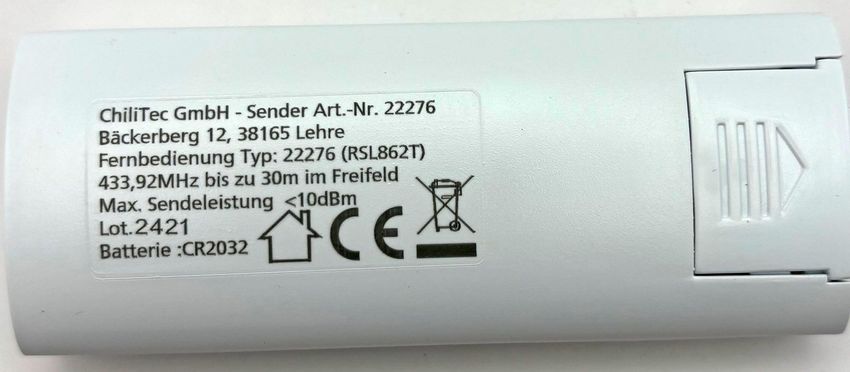 ChiliTec GmbH - Sender Art.-Nr. 22276
Bäckerberg 12, 38165 Lehre
Fernbedienung Typ: 22276 (RSL862T)
433,92MHz bis zu 30m im Freifeld
Max. Sendeleistung <10dBm
Lot.2421
Batterie :CR2032
CE